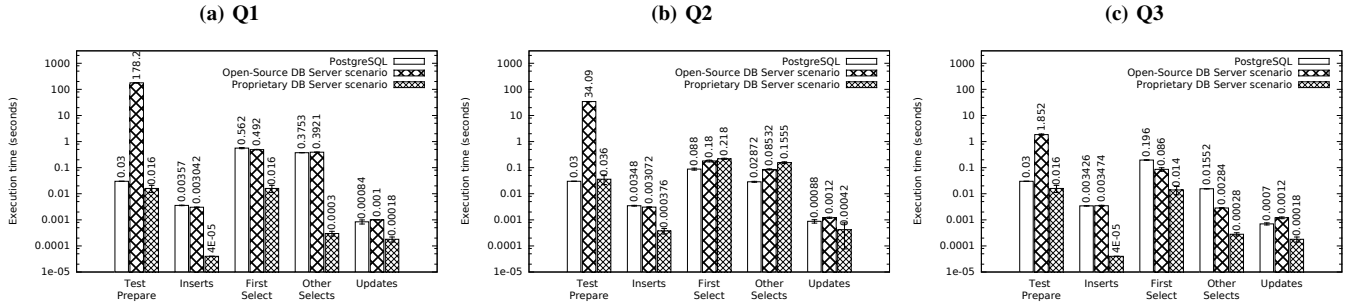 (a) Q1
(b) Q2
(c) Q3
Execution time (seconds)
1000
100
10
1
0.1
0.01
0.001
0.0001
1e-05
PostgreSQL
Open-Source DB Server scenario
Proprietary DB Server scenario
0.03
178.2
0.016
0.00357
0.003042
4E-05
0.562
0.492
0.016
0.3753
0.3921
0.0003
0.00084
0.001
0.00018
Test
Prepare
Inserts
First
Select
Other
Selects
Updates
Execution time (seconds)
1000
100
10
1
0.1
0.01
0.001
0.0001
1e-05
PostgreSQL
Open-Source DB Server scenario
Proprietary DB Server scenario
0.03
34.09
0.036
0.00348
0.003072
0.000376
0.088
0.18
0.218
0.02872
0.08532
0.1555
0.00088
0.0012
0.00042
Test
Prepare
Inserts
First
Select
Other
Selects
Updates
Execution time (seconds)
1000
100
10
1
0.1
0.01
0.001
0.0001
1e-05
PostgreSQL
Open-Source DB Server scenario
Proprietary DB Server scenario
0.03
1.852
0.016
0.003426
0.003474
4E-05
0.196
0.086
0.014
0.01552
0.00284
0.00028
0.0007
0.0012
0.00018
Test
Prepare
Inserts
First
Select
Other
Selects
Updates